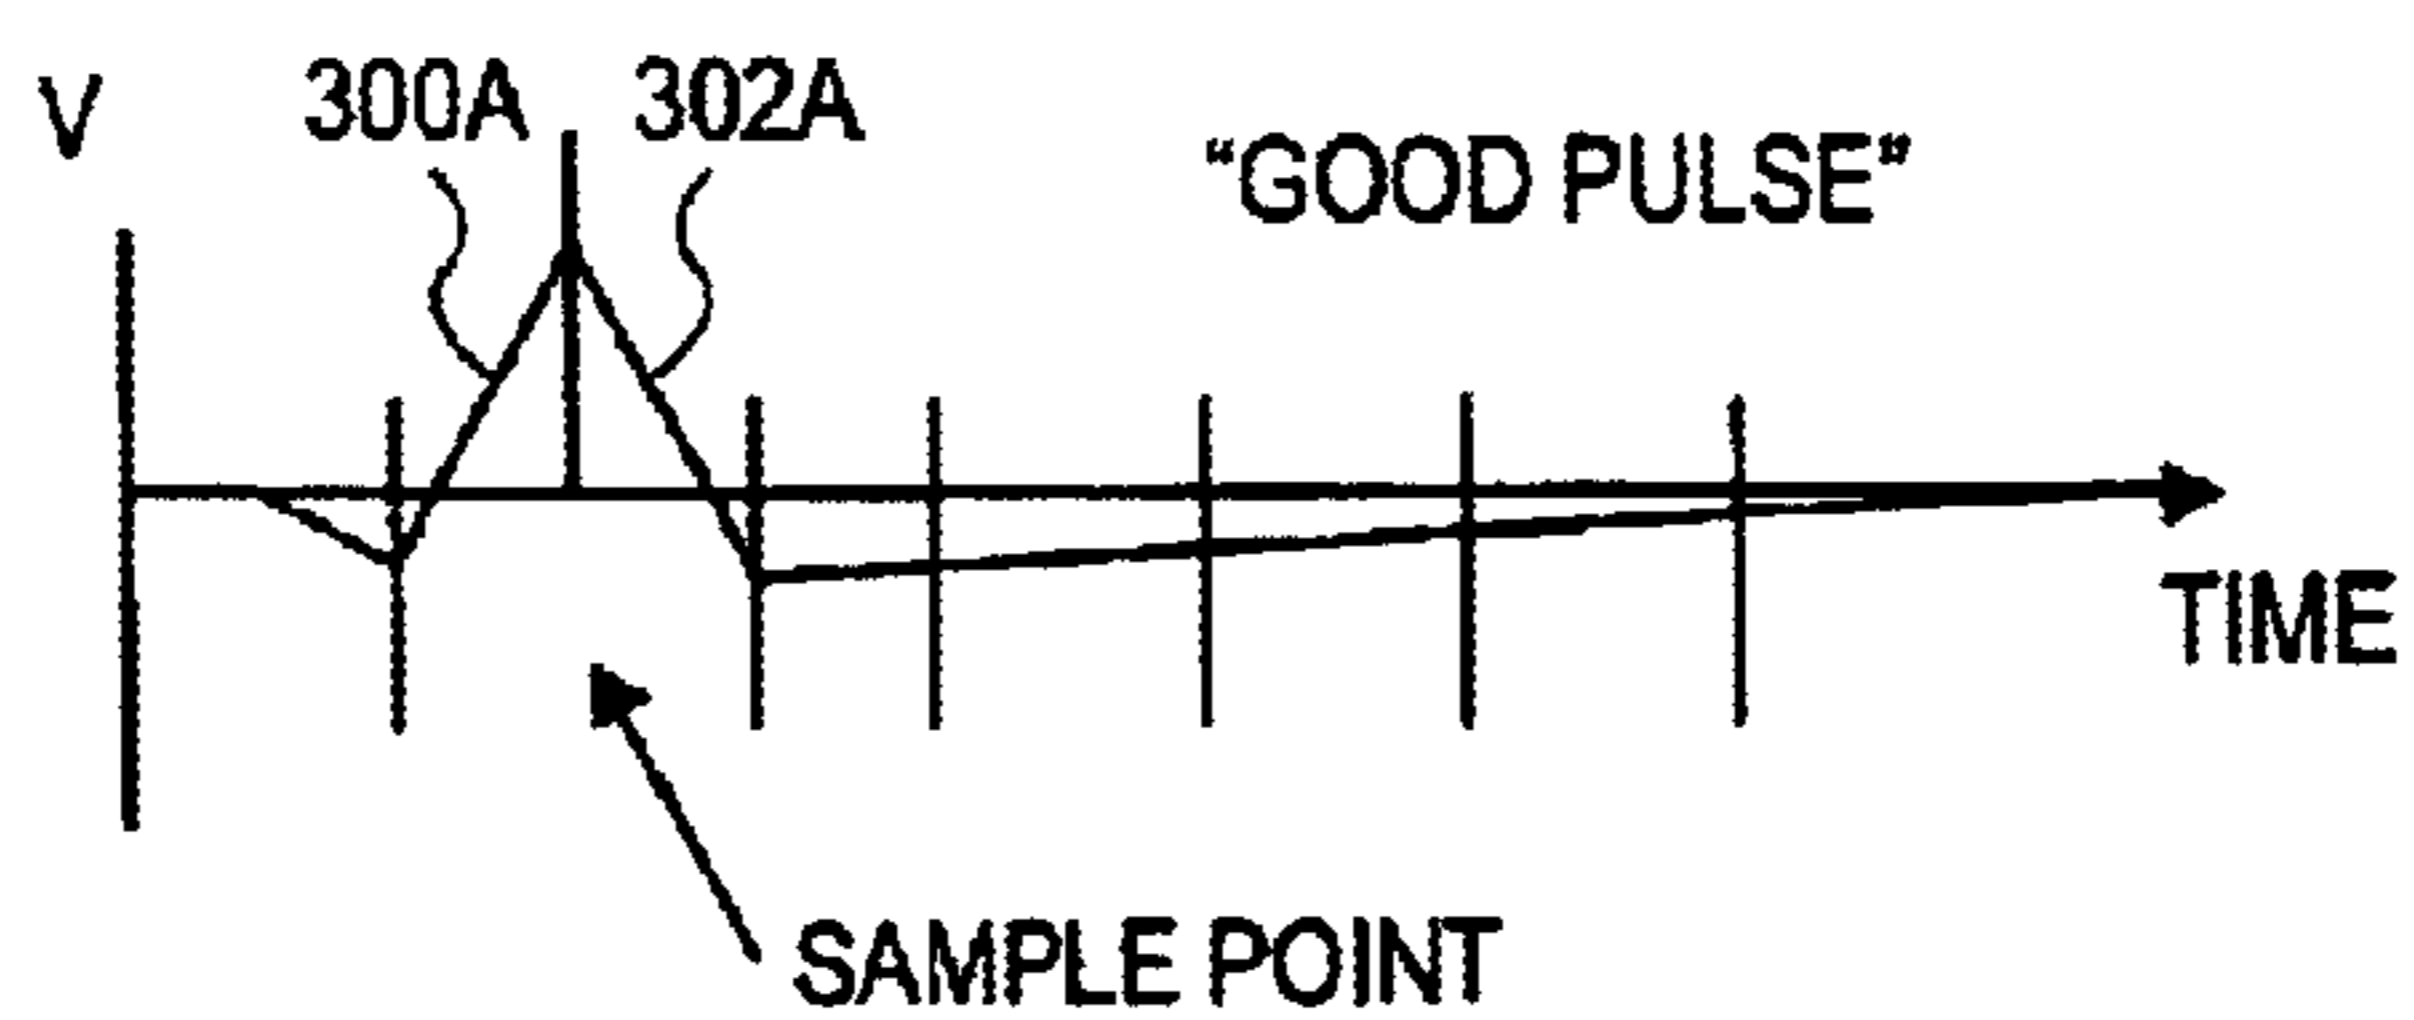 V
300A
302A
“GOOD PULSE”
TIME
SAMPLE POINT